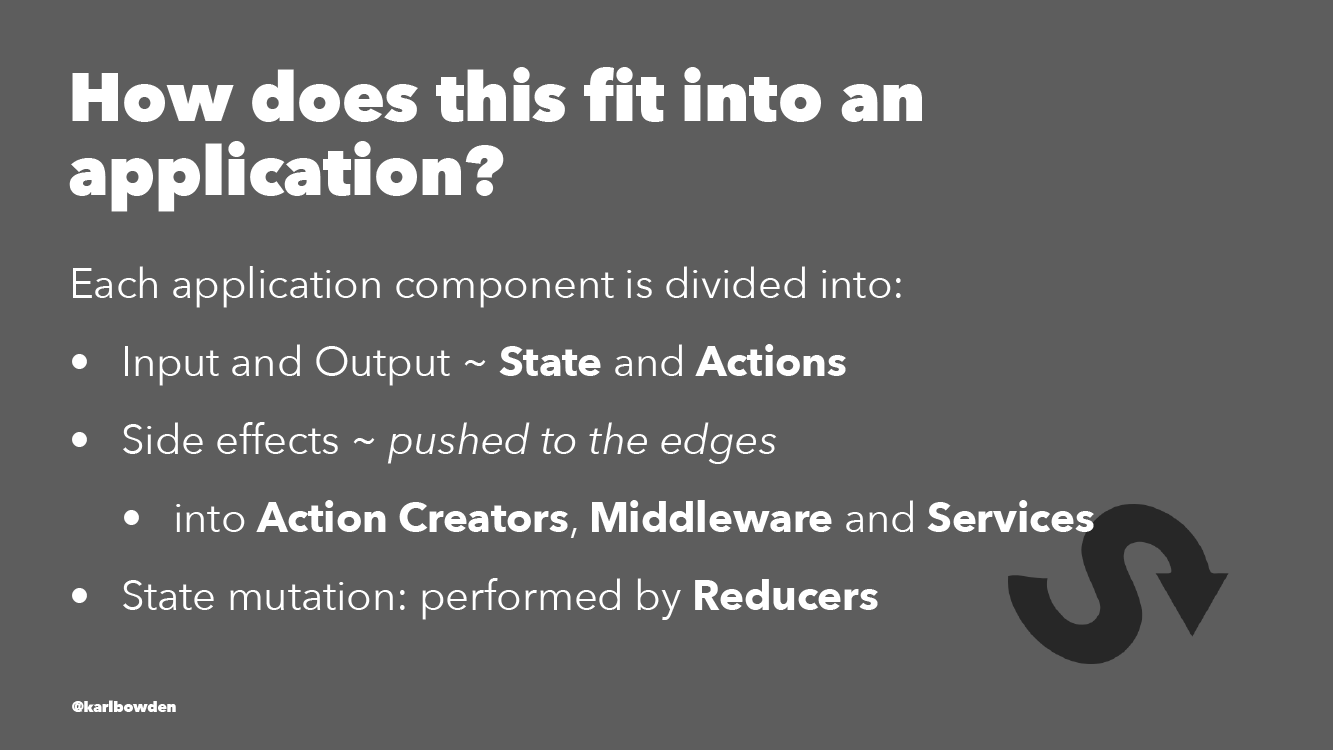 How does this fit into an
application?
Each application component is divided into:
• Input and Output ~ State and Actions
• Side effects ~ pushed to the edges
• into Action Creators, Middleware and Services
• State mutation: performed by Reducers
@karlbowden